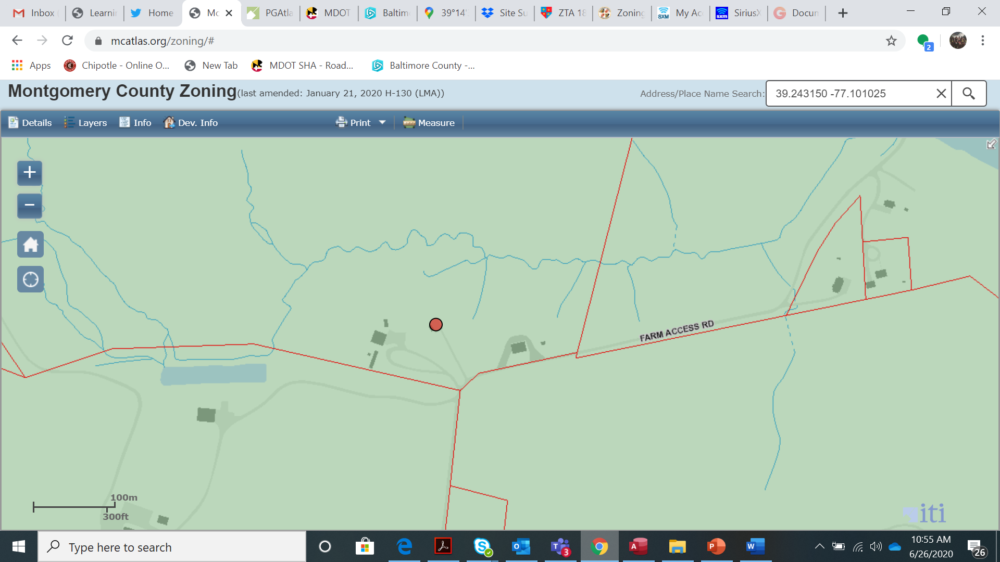 Inbox
Learnin
Home
Mc
PGAtla
MDOT
Baltim
39°14'
Site Su
ZTA 18
Zoning
My Ac
SiriusX
Docun
mcatlas.org/zoning/#
2
Apps
Chipotle - Online O...
New Tab
MDOT SHA - Road...
Baltimore County -...
Montgomery County Zoning(last amended: January 21, 2020 H-130 (LMA))
Address/Place Name Search:
39.243150 -77.101025
Details
Layers
Info
Dev. Info
Print
Measure
FARM ACCESS RD
100m
300ft
iti
Type here to search
3
10:55 AM
6/26/2020
26